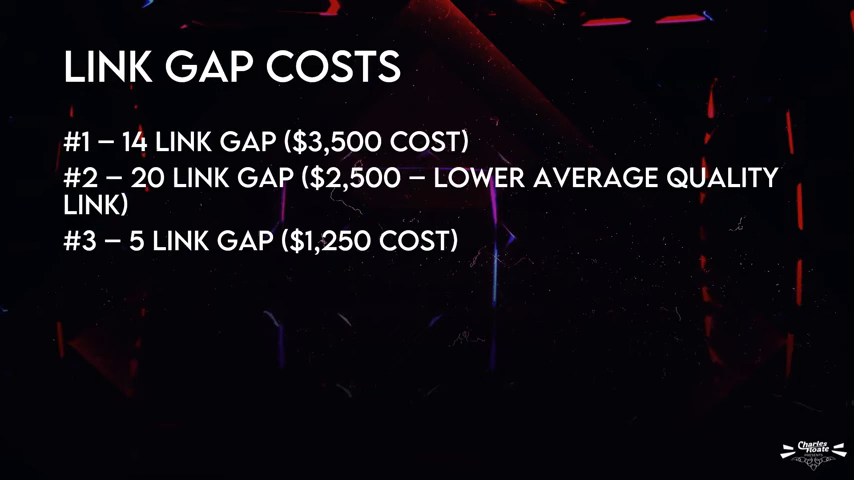 LINK GAP COSTS
#1 – 14 LINK GAP ($3,500 COST)
#2 – 20 LINK GAP ($2,500 – LOWER AVERAGE QUALITY
LINK)
#3 – 5 LINK GAP ($1,250 COST)
Charles
Floate
PRESENTS